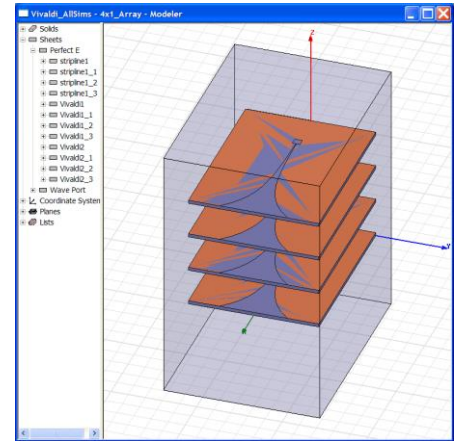 Vivaldi_AllSims - 4x1_Array - Modeler
Solids
Sheets
Perfect E
stripline1
stripline1_1
stripline1_2
stripline1_3
Vivaldi1
Vivaldi1_1
Vivaldi1_2
Vivaldi1_3
Vivaldi2
Vivaldi2_1
Vivaldi2_2
Vivaldi2_3
Wave Port
Coordinate System
Planes
Lists
Z
Y